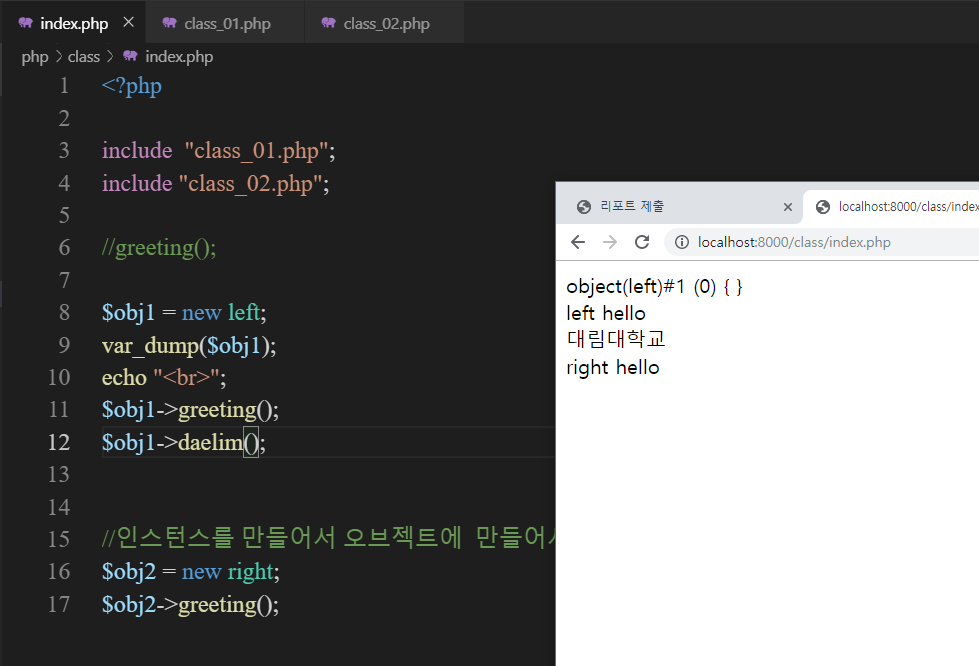 index.php
class_01.php
class_02.php
php > class > index.php
1 <?php
2
3 include  "class_01.php";
4 include "class_02.php";
5
6 //greeting();
7
8 $obj1 = new left;
9 var_dump($obj1);
10 echo "<br>";
11 $obj1->greeting();
12 $obj1->daelim();
13
14
15 //인스턴스를 만들어서 오브젝트에  만들어서
16 $obj2 = new right;
17 $obj2->greeting();
리포트 제출
localhost:8000/class/index
localhost:8000/class/index.php
object(left)#1 (0) { }
left hello
대림대학교
right hello